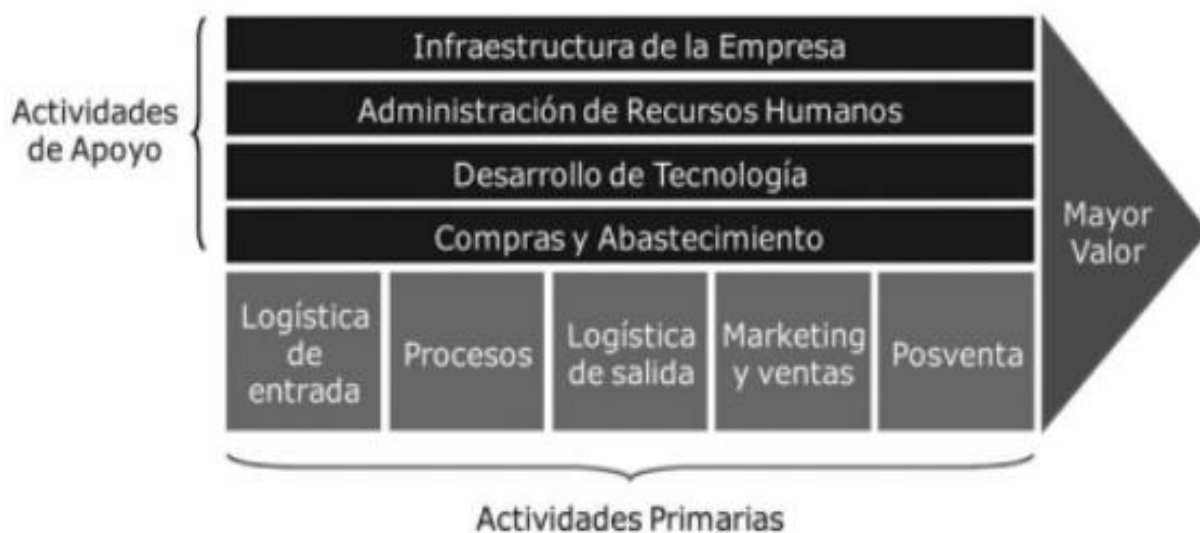 Infraestructura de la Empresa
Actividades
de Apoyo
Administración de Recursos Humanos
Desarrollo de Tecnología
Compras y Abastecimiento
Mayor
Valor
Logística
de
entrada
Procesos
Logística
de salida
Marketing
y ventas
Posventa
Actividades Primarias